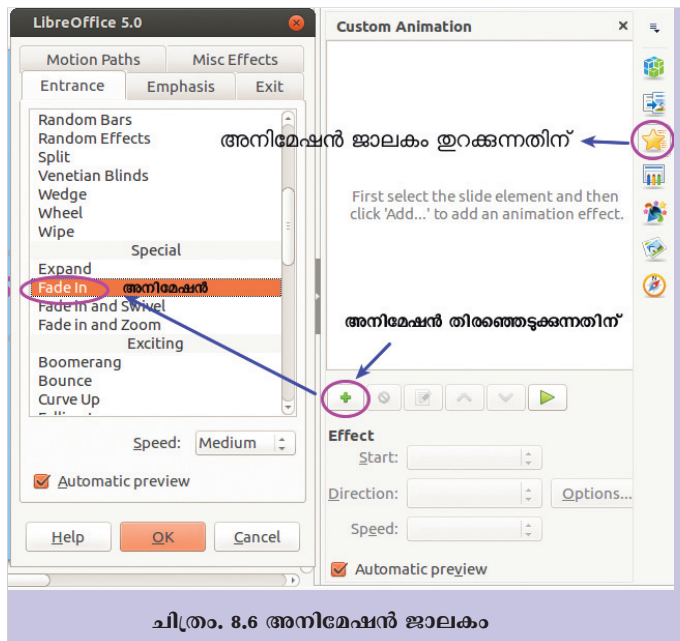 LibreOffice 5.0
Motion Paths Misc Effects
Entrance Emphasis Exit
Random Bars
Random Effects
Split
Venetian Blinds
Wedge
Wheel
Wipe
Special
Expand
Fade In അനിമേഷൻ
Fade in and Swivel
Fade in and Zoom
Exciting
Boomerang
Bounce
Curve Up
Speed: Medium
Automatic preview
Help OK Cancel
Custom Animation
അനിമേഷൻ ജാലകം തുറക്കുന്നതിന്
First select the slide element and then
click 'Add...' to add an animation effect.
അനിമേഷൻ തിരഞ്ഞെടുക്കുന്നതിന്
Effect
Start:
Direction: Options...
Speed:
Automatic preview
ചിത്രം. 8.6 അനിമേഷൻ ജാലകം